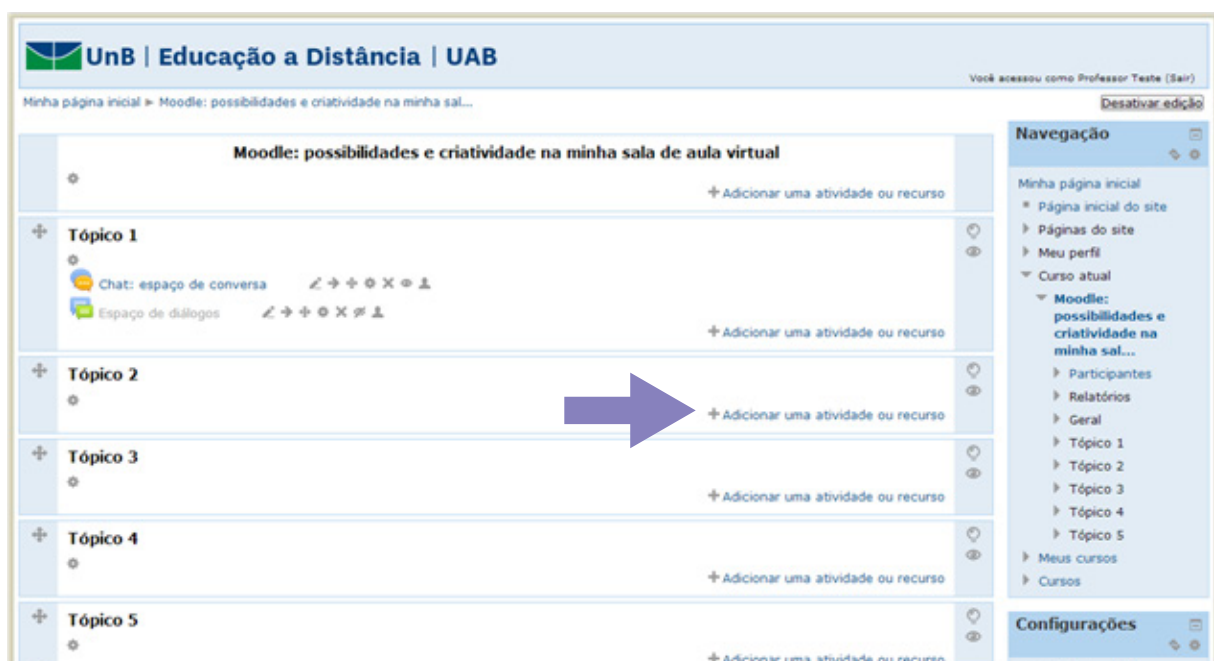 UnB | Educação a Distância | UAB
Você acessou como Professor Teste (Sair)
Minha página inicial ► Moodle: possibilidades e criatividade na minha sal...
Desativar edição
Moodle: possibilidades e criatividade na minha sala de aula virtual
Adicionar uma atividade ou recurso
Tópico 1
Chat: espaço de conversa
Espaço de diálogos
Adicionar uma atividade ou recurso
Tópico 2
Adicionar uma atividade ou recurso
Tópico 3
Adicionar uma atividade ou recurso
Tópico 4
Adicionar uma atividade ou recurso
Tópico 5
Adicionar uma atividade ou recurso
Navegação
Minha página inicial
Página inicial do site
Páginas do site
Meu perfil
Curso atual
Moodle:
possibilidades e
criatividade na
minha sal...
Participantes
Relatórios
Geral
Tópico 1
Tópico 2
Tópico 3
Tópico 4
Tópico 5
Meus cursos
Cursos
Configurações